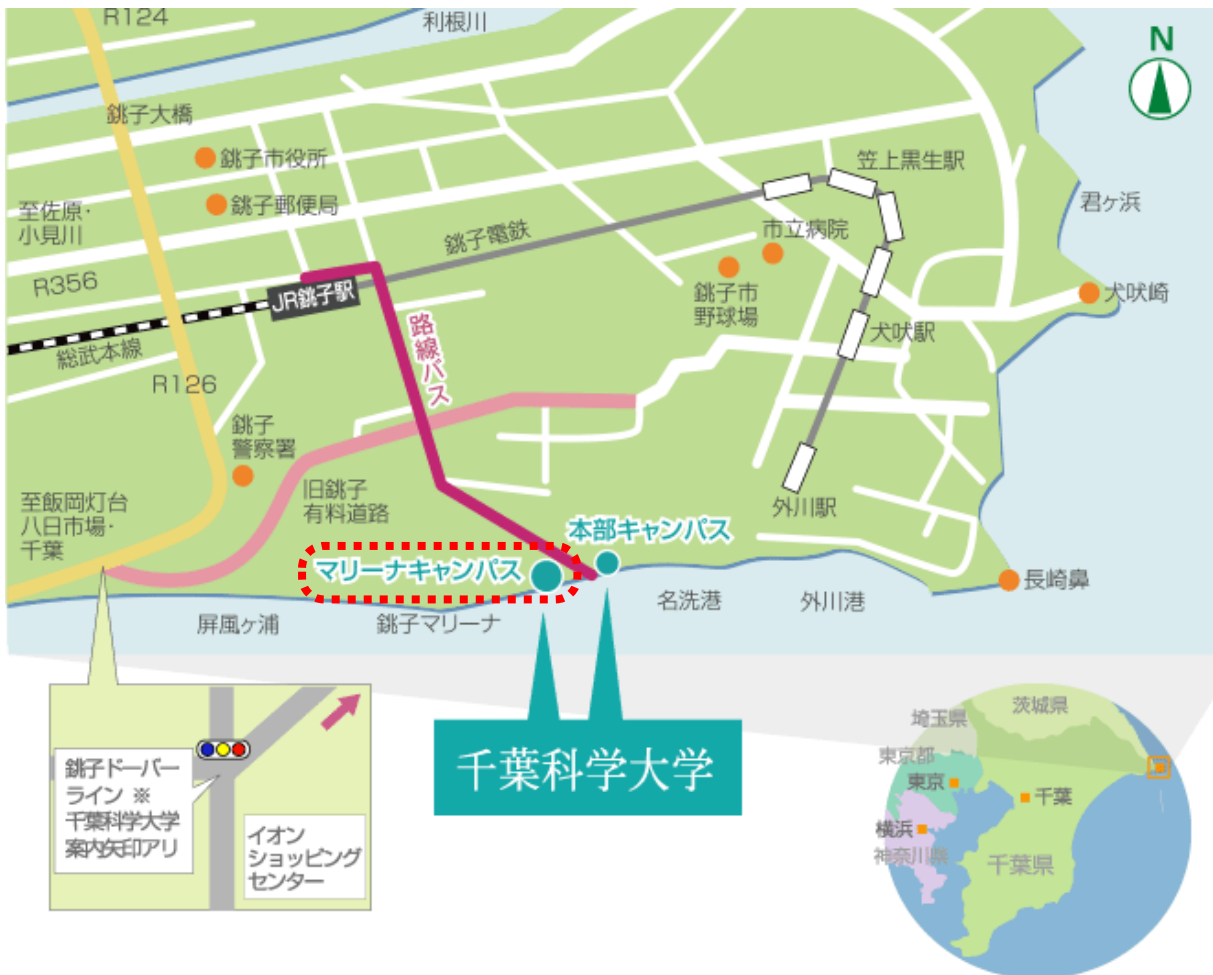 R124
利根川
N
銚子大橋
銚子市役所
笠上黒生駅
銚子郵便局
君ヶ浜
至佐原・
小見川
市立病院
銚子電鉄
R356
銚子市
野球場
犬吠崎
JR銚子駅
路線バス
犬吠駅
総武本線
R126
銚子
警察署
旧銚子
有料道路
至飯岡灯台
八日市場・
千葉
外川駅
本部キャンパス
マリーナキャンパス
長崎鼻
名洗港
外川港
屏風ヶ浦
銚子マリーナ
千葉科学大学
銚子ドーバー
ライン ※
千葉科学大学
案内矢印アリ
イオン
ショッピング
センター
茨城県
埼玉県
東京都
東京
千葉
横浜
神奈川県
千葉県